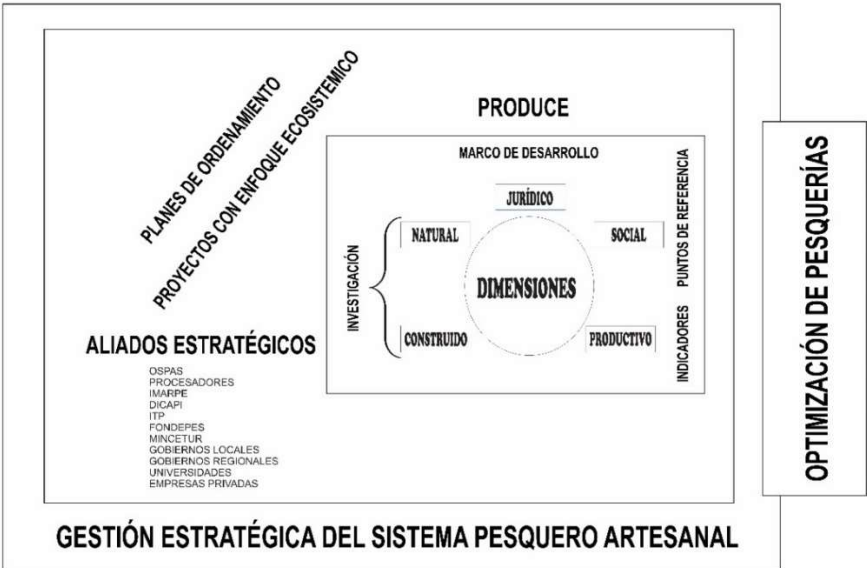 PLANES DE ORDENAMIENTO
PROYECTOS CON ENFOQUE ECOSISTEMICO
PRODUCE
MARCO DE DESARROLLO
JURÍDICO
NATURAL
SOCIAL
DIMENSIONES
CONSTRUIDO
PRODUCTIVO
INVESTIGACIÓN
INDICADORES PUNTOS DE REFERENCIA
ALIADOS ESTRATÉGICOS
OSPAS
PROCESADORES
IMARPE
DICAPI
ITP
FONDEPES
MINCETUR
GOBIERNOS LOCALES
GOBIERNOS REGIONALES
UNIVERSIDADES
EMPRESAS PRIVADAS
OPTIMIZACIÓN DE PESQUERÍAS
GESTIÓN ESTRATÉGICA DEL SISTEMA PESQUERO ARTESANAL